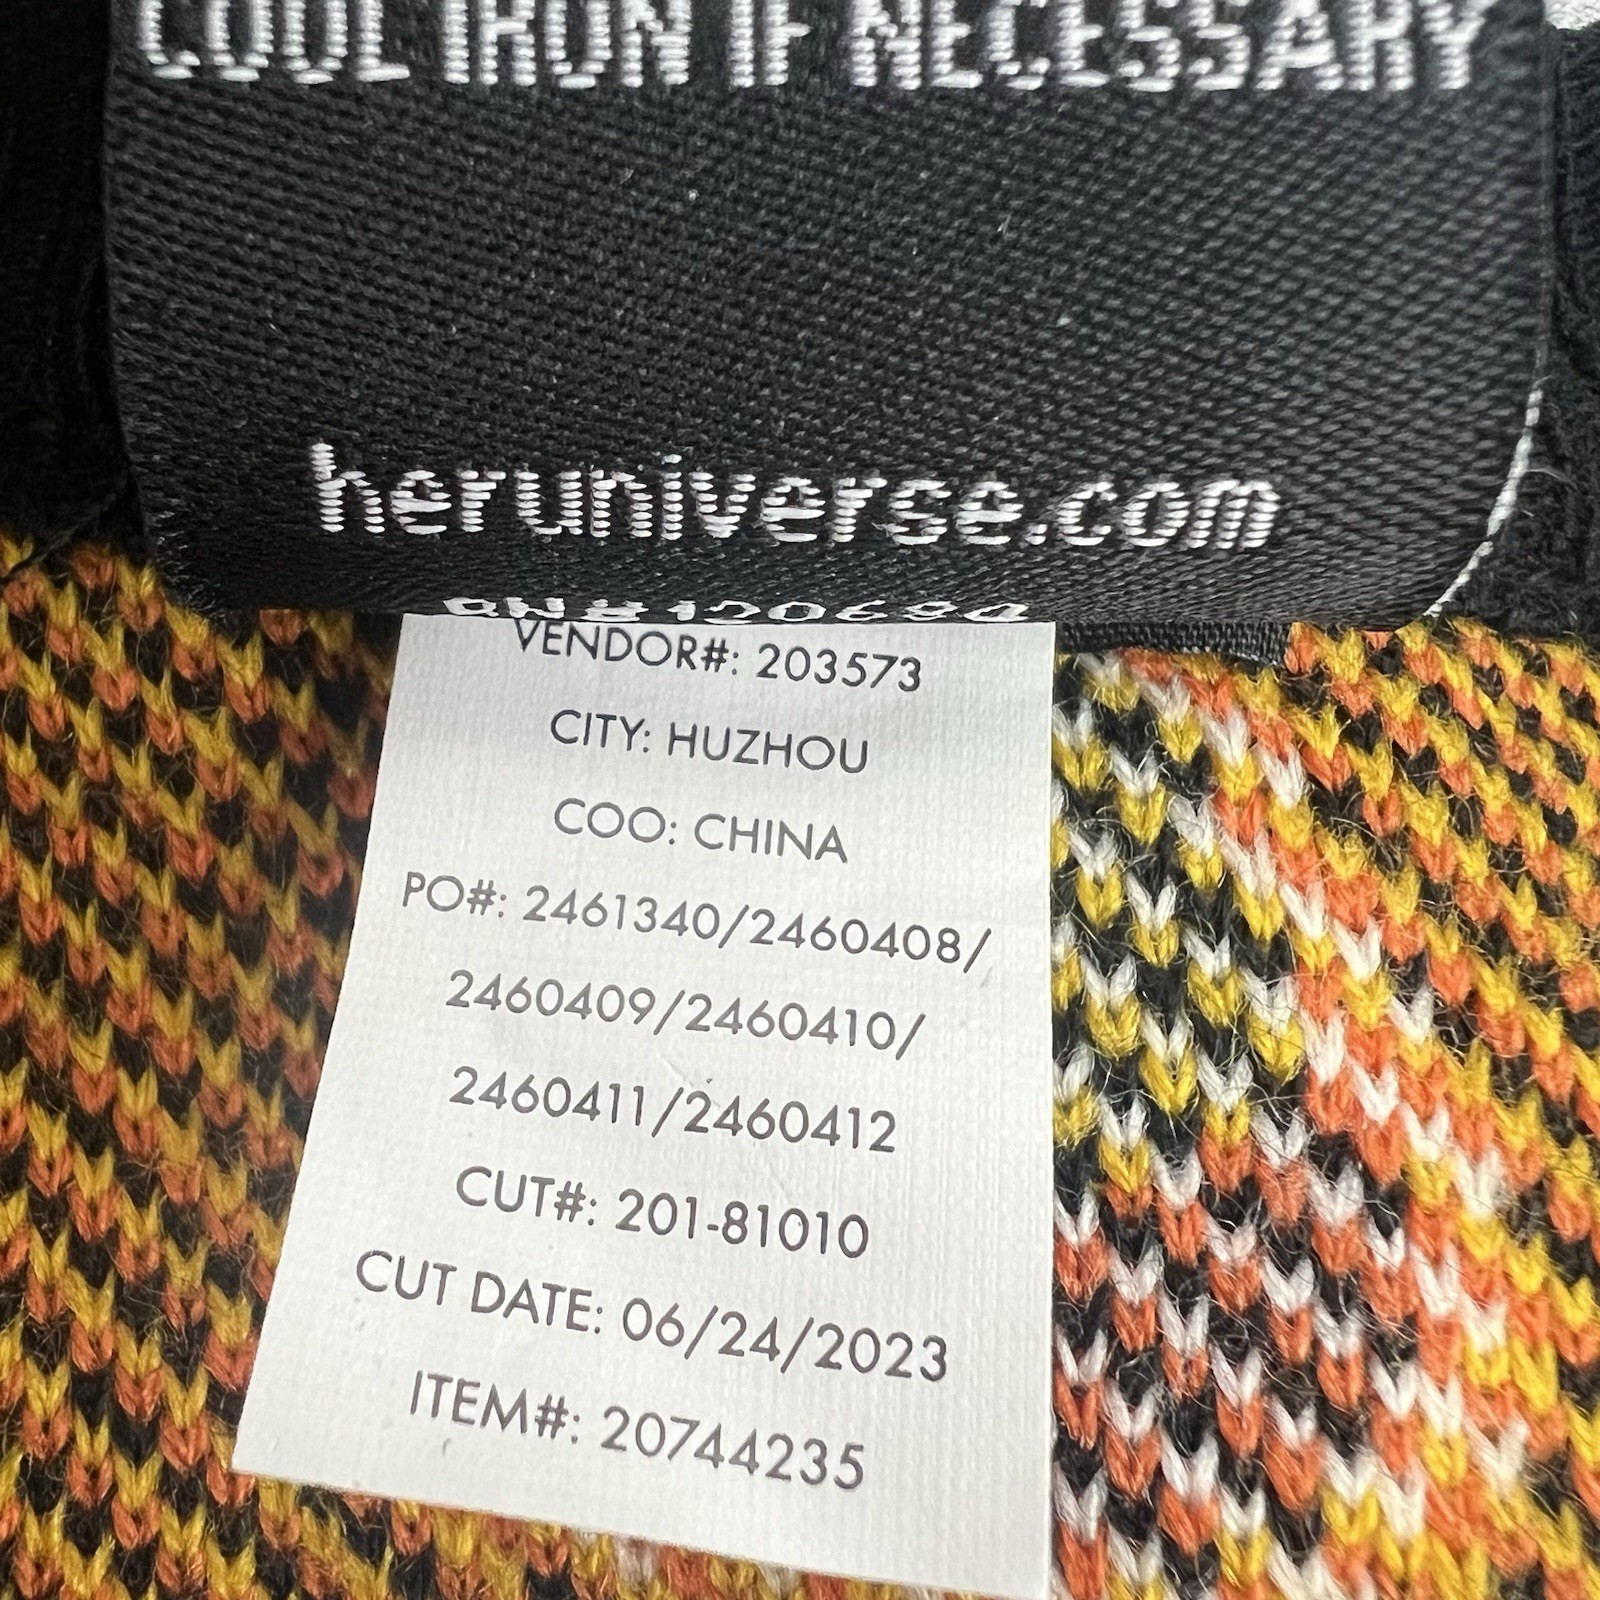 COOL IRON IF NECESSARY
heruniverse.com
VENDOR#: 203573
CITY: HUZHOU
COO: CHINA
PO#: 2461340/2460408/
2460409/2460410/
2460411/2460412
CUT#: 201-81010
CUT DATE: 06/24/2023
ITEM#: 20744235